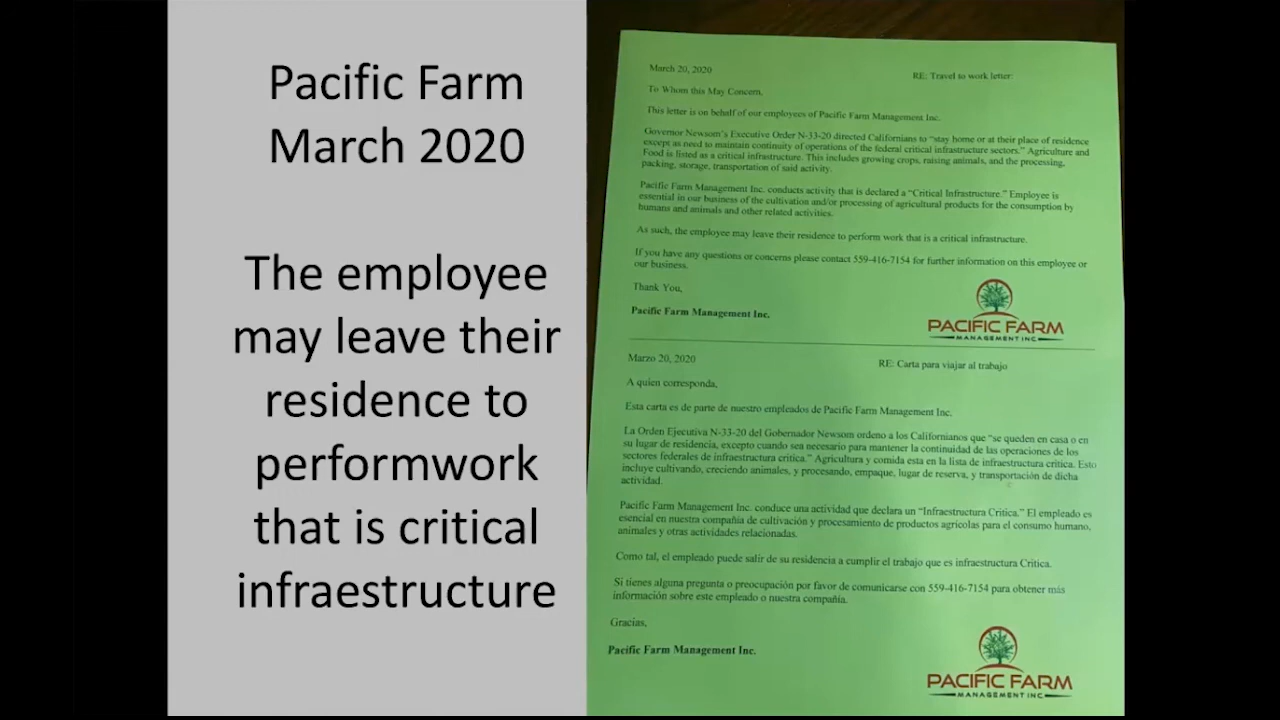 Pacific Farm
March 2020
The employee
may leave their
residence to
performwork
that is critical
infraestructure
March 20, 2020
RE: Travel to work letter:
To Whom this May Concern,
This letter is on behalf of our employees of Pacific Farm Management Inc.
Governor Newsom's Executive Order N-33-20 directed Californians to "stay home or at their place of residence
except as need to maintain continuity of operations of the federal critical infrastructure sectors." Agriculture and
Food is listed as a critical infrastructure. This includes growing crops, raising animals, and the processing,
packing, storage, transportation of said activity.
Pacific Farm Management Inc. conducts activity that is declared a "Critical Infrastructure." Employee is
essential in our business of the cultivation and/or processing of agricultural products for the consumption by
humans and animals and other related activities.
As such, the employee may leave their residence to perform work that is a critical infrastructure.
If you have any questions or concerns please contact 559-416-7154 for further information on this employee or
our business.
Thank You,
Pacific Farm Management Inc.
PACIFIC FARM
MANAGEMENT INC
Marzo 20, 2020
RE: Carta para viajar al trabajo
A quien corresponda,
Esta carta es de parte de nuestro empleados de Pacific Farm Management Inc.
La Orden Ejecutiva N-33-20 del Gobernador Newsom ordeno a los Californianos que "se queden en casa o en
su lugar de residencia, excepto cuando sea necesario para mantener la continuidad de las operaciones de los
sectores federales de infraestructura critica." Agricultura y comida esta en la lista de infraestructura critica. Esto
incluye cultivando, creciendo animales, y procesando, empaque, lugar de reserva, y transportación de dicha
actividad.
Pacific Farm Management Inc. conduce una actividad que declara un "Infraestructura Critica." El empleado es
esencial en nuestra compañia de cultivación y procesamiento de productos agrícolas para el consumo humano,
animales y otras actividades relacionadas.
Como tal, el empleado puede salir de su residencia a cumplir el trabajo que es infraestructura Critica.
Si tienes alguna pregunta o preocupación por favor de comunicarse con 559-416-7154 para obtener más
información sobre este empleado o nuestra compañía.
Gracias,
Pacific Farm Management Inc.
PACIFIC FARM
MANAGEMENT INC